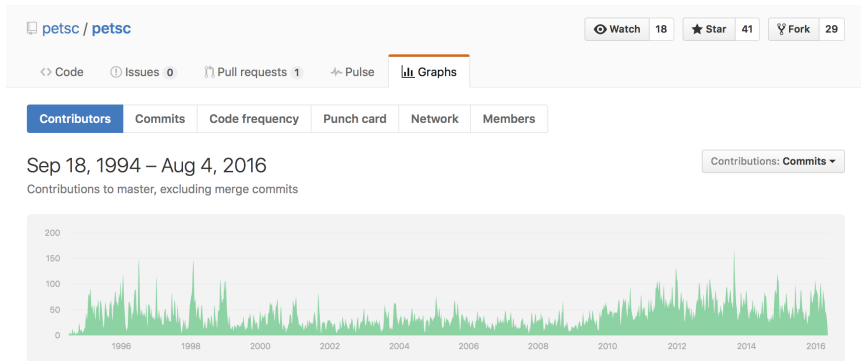 petsc / petsc
Watch 18 Star 41 Fork 29
Code Issues 0 Pull requests 1 Pulse Graphs
Contributors Commits Code frequency Punch card Network Members
Sep 18, 1994 – Aug 4, 2016
Contributions: Commits
Contributions to master, excluding merge commits
200
150
100
50
0
1996 1998 2000 2002 2004 2006 2008 2010 2012 2014 2016